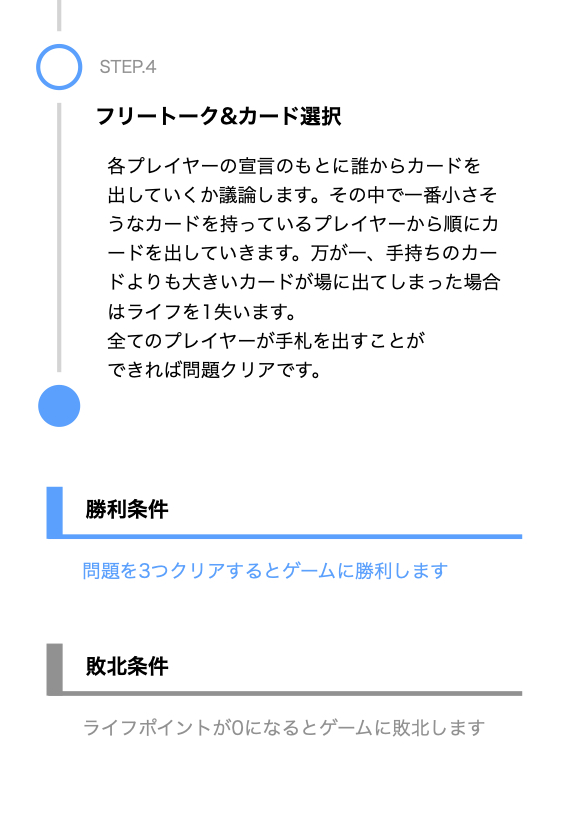 STEP.4
フリートーク&カード選択
各プレイヤーの宣言のもとに誰からカードを
出していくか議論します。その中で一番小さそ
うなカードを持っているプレイヤーから順にカ
ードを出していきます。万が一、手持ちのカー
ドよりも大きいカードが場に出てしまった場合
はライフを1失います。
全てのプレイヤーが手札を出すことが
できれば問題クリアです。
勝利条件
問題を3つクリアするとゲームに勝利します
敗北条件
ライフポイントが0になるとゲームに敗北します